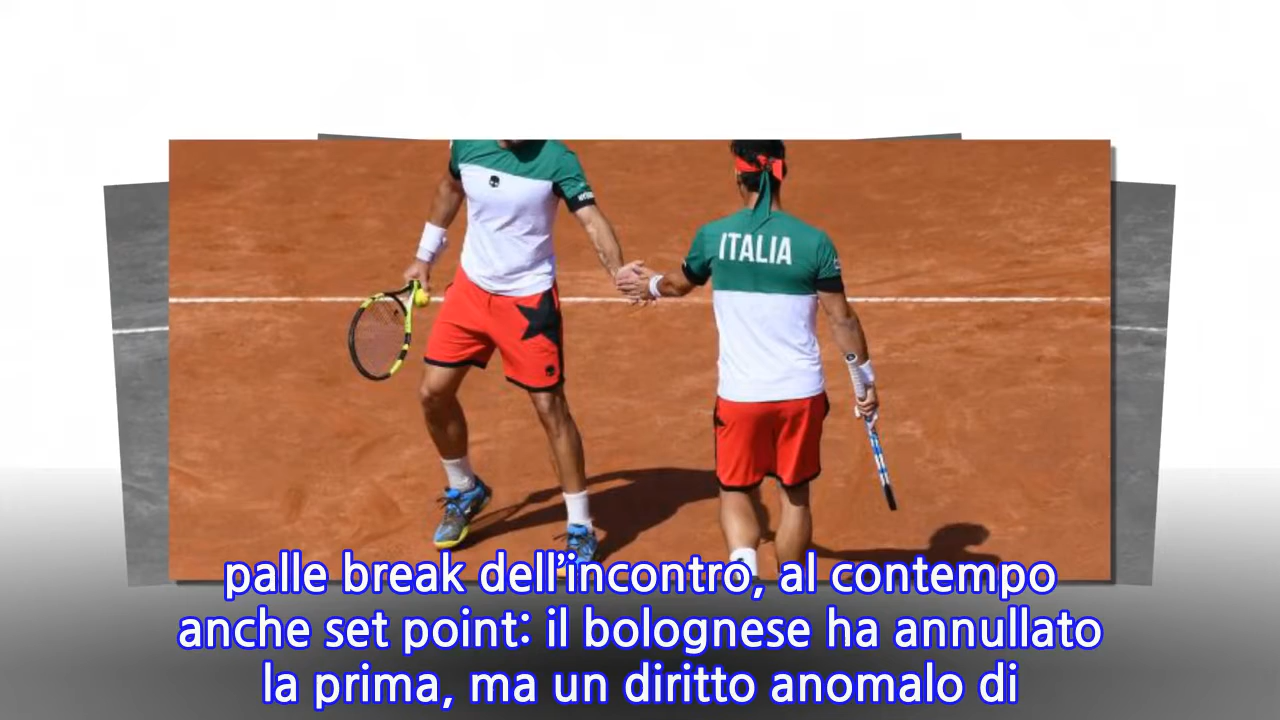 ITALIA
palle break dell'incontro, al contempo
anche set point: il bolognese ha annullato
la prima, ma un diritto anomalo di